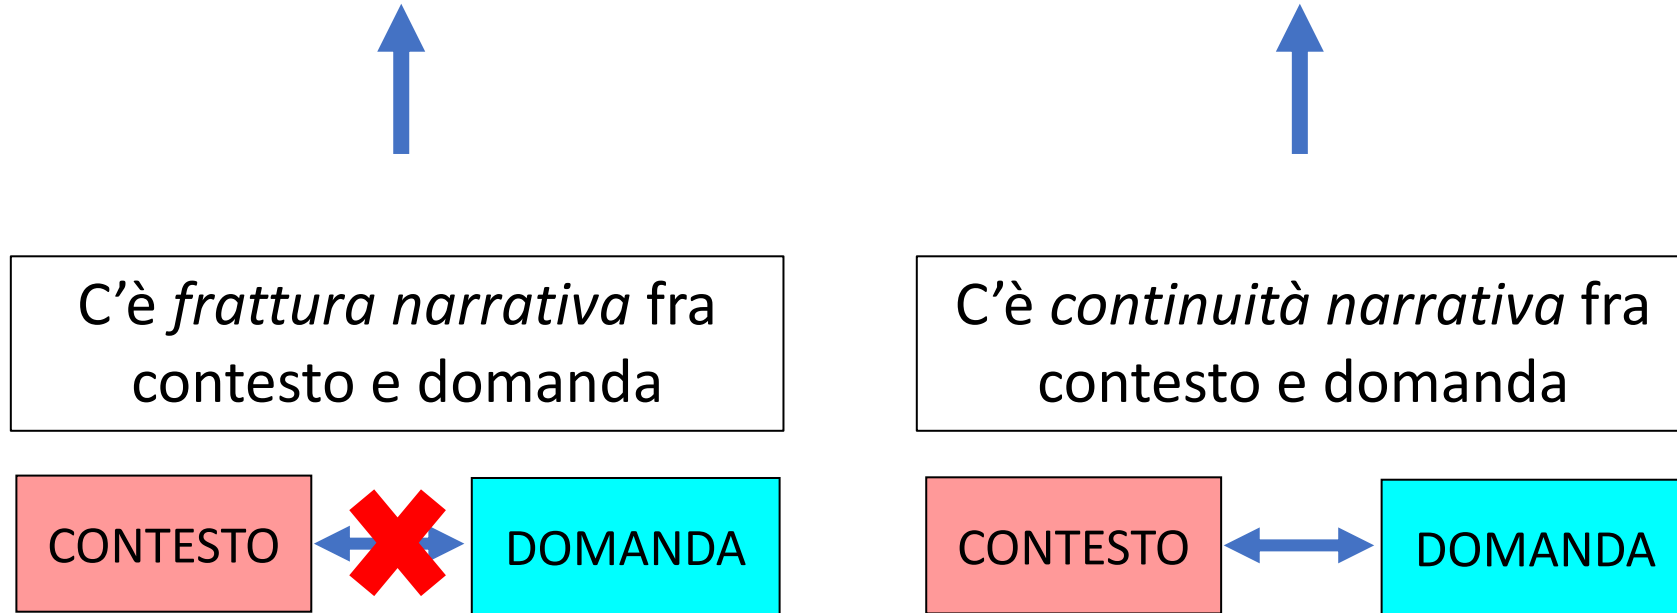 C’è frattura narrativa fra
contesto e domanda
C’è continuità narrativa fra
contesto e domanda
CONTESTO
DOMANDA
CONTESTO
DOMANDA